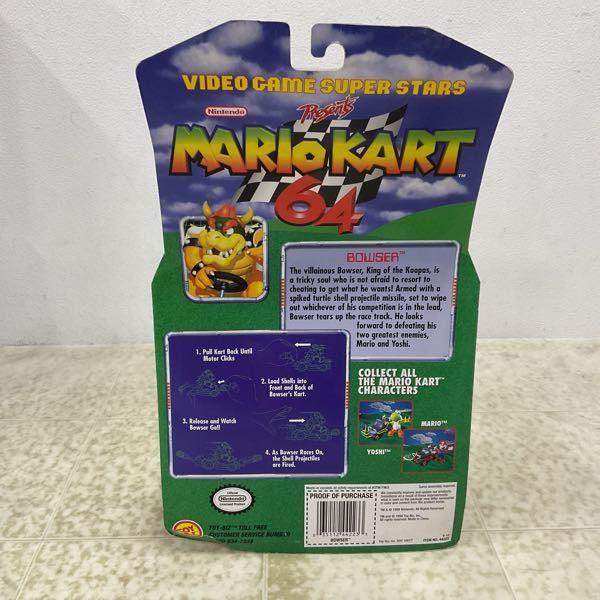 VIDEO GAME SUPER STARS
Nintendo
Presents
MARIO KART
TM
64
BOWSER™
The villainous Bowser, King of the Koopas, is
a tricky soul who is not afraid to resort to
cheating to get what he wants! Armed with a
spiked turtle shell projectile missile, set to wipe
out whichever of his competition is in the lead,
Bowser tears up the race track. He looks
forward to defeating his
two greatest enemies,
Mario and Yoshi.
1. Pull Kart Back Until
Motor Clicks
2. Load Shells into
Front and Back of
Bowser's Kart.
3. Release and Watch
Bowser Go!!
4. As Bowser Races On,
the Shell Projectiles
are Fired.
COLLECT ALL
THE MARIO KART™
CHARACTERS
MARIO™
YOSHI™
Official
Nintendo
Licensed Product
TOY-BIZ™ TOLL FREE
CUSTOMER SERVICE NUMBER
PROOF OF PURCHASE
BOWSER™